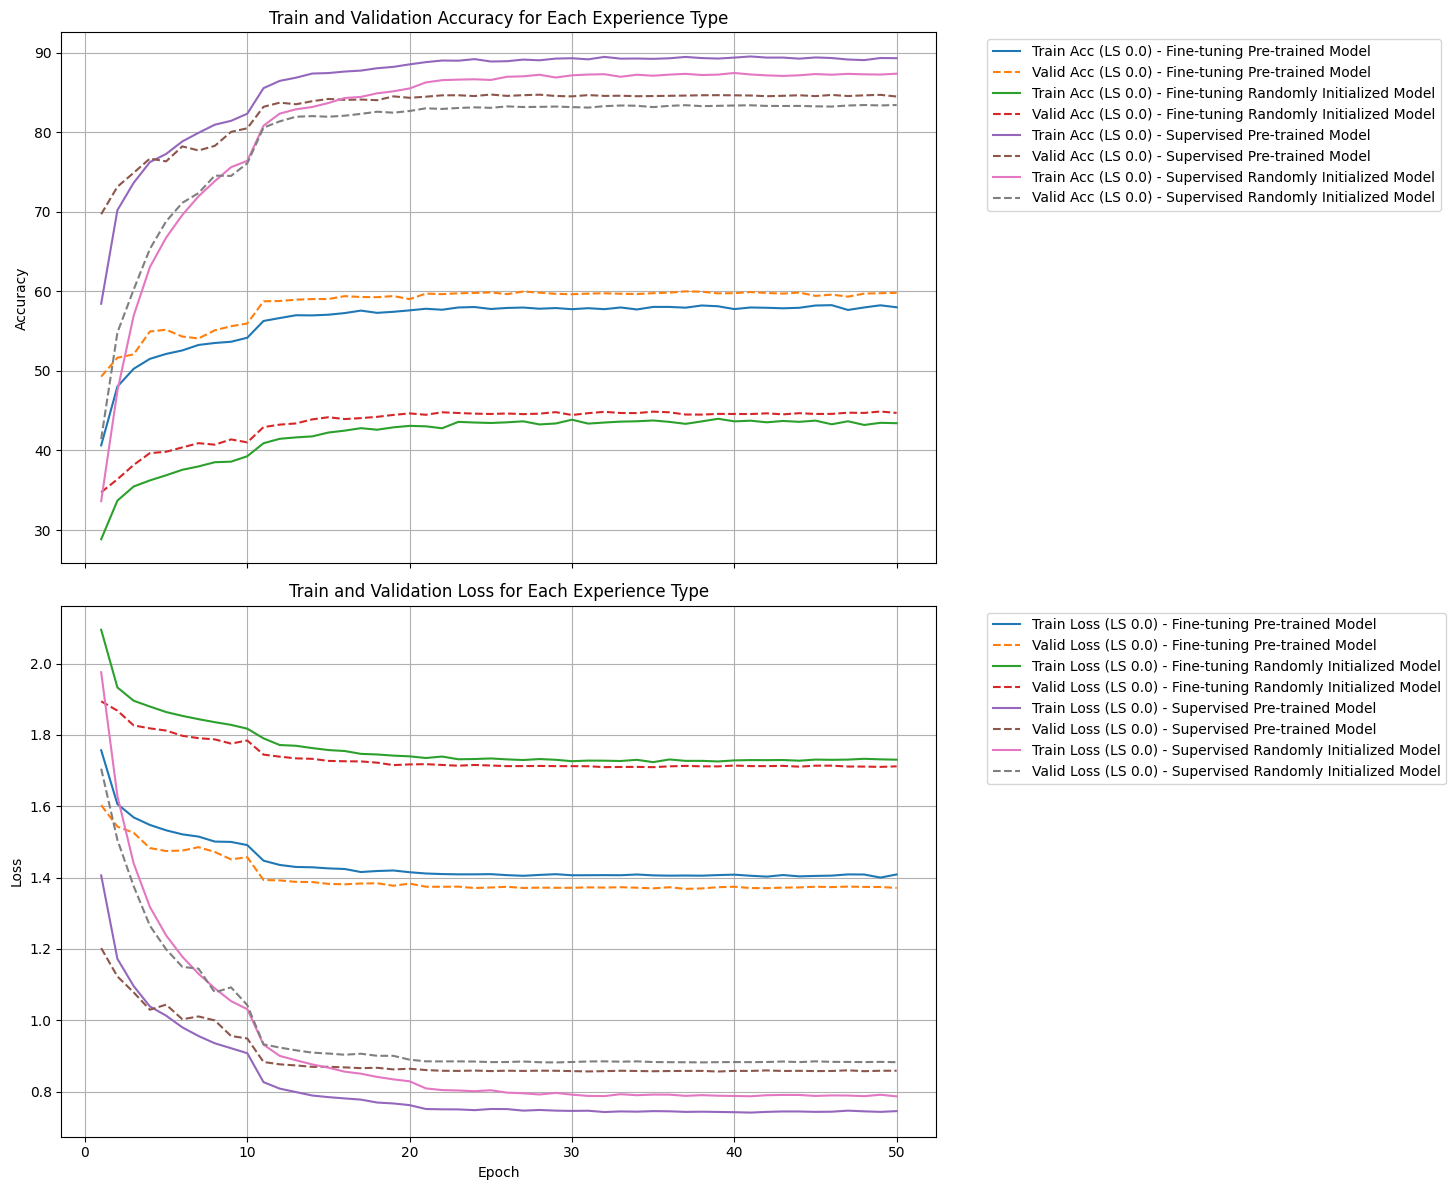 Train and Validation Accuracy for Each Experience Type
90
80
70
60
50
40
30
Accuracy
Train Acc (LS 0.0) - Fine-tuning Pre-trained Model
Valid Acc (LS 0.0) - Fine-tuning Pre-trained Model
Train Acc (LS 0.0) - Fine-tuning Randomly Initialized Model
Valid Acc (LS 0.0) - Fine-tuning Randomly Initialized Model
Train Acc (LS 0.0) - Supervised Pre-trained Model
Valid Acc (LS 0.0) - Supervised Pre-trained Model
Train Acc (LS 0.0) - Supervised Randomly Initialized Model
Valid Acc (LS 0.0) - Supervised Randomly Initialized Model
Train and Validation Loss for Each Experience Type
2.0
1.8
1.6
1.4
1.2
1.0
0.8
Loss
0 10 20 30 40 50
Epoch
Train Loss (LS 0.0) - Fine-tuning Pre-trained Model
Valid Loss (LS 0.0) - Fine-tuning Pre-trained Model
Train Loss (LS 0.0) - Fine-tuning Randomly Initialized Model
Valid Loss (LS 0.0) - Fine-tuning Randomly Initialized Model
Train Loss (LS 0.0) - Supervised Pre-trained Model
Valid Loss (LS 0.0) - Supervised Pre-trained Model
Train Loss (LS 0.0) - Supervised Randomly Initialized Model
Valid Loss (LS 0.0) - Supervised Randomly Initialized Model